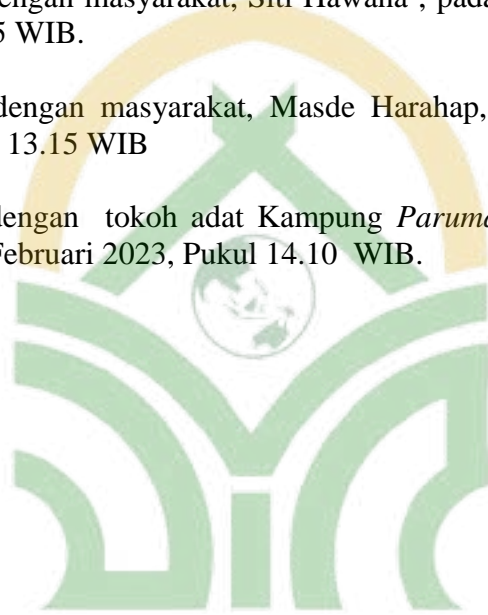 dengan masyarakat, Siti Hawana , pada
5 WIB.
dengan masyarakat, Masde Harahap,
13.15 WIB
dengan tokoh adat Kampung Paruma
Februari 2023, Pukul 14.10 WIB.